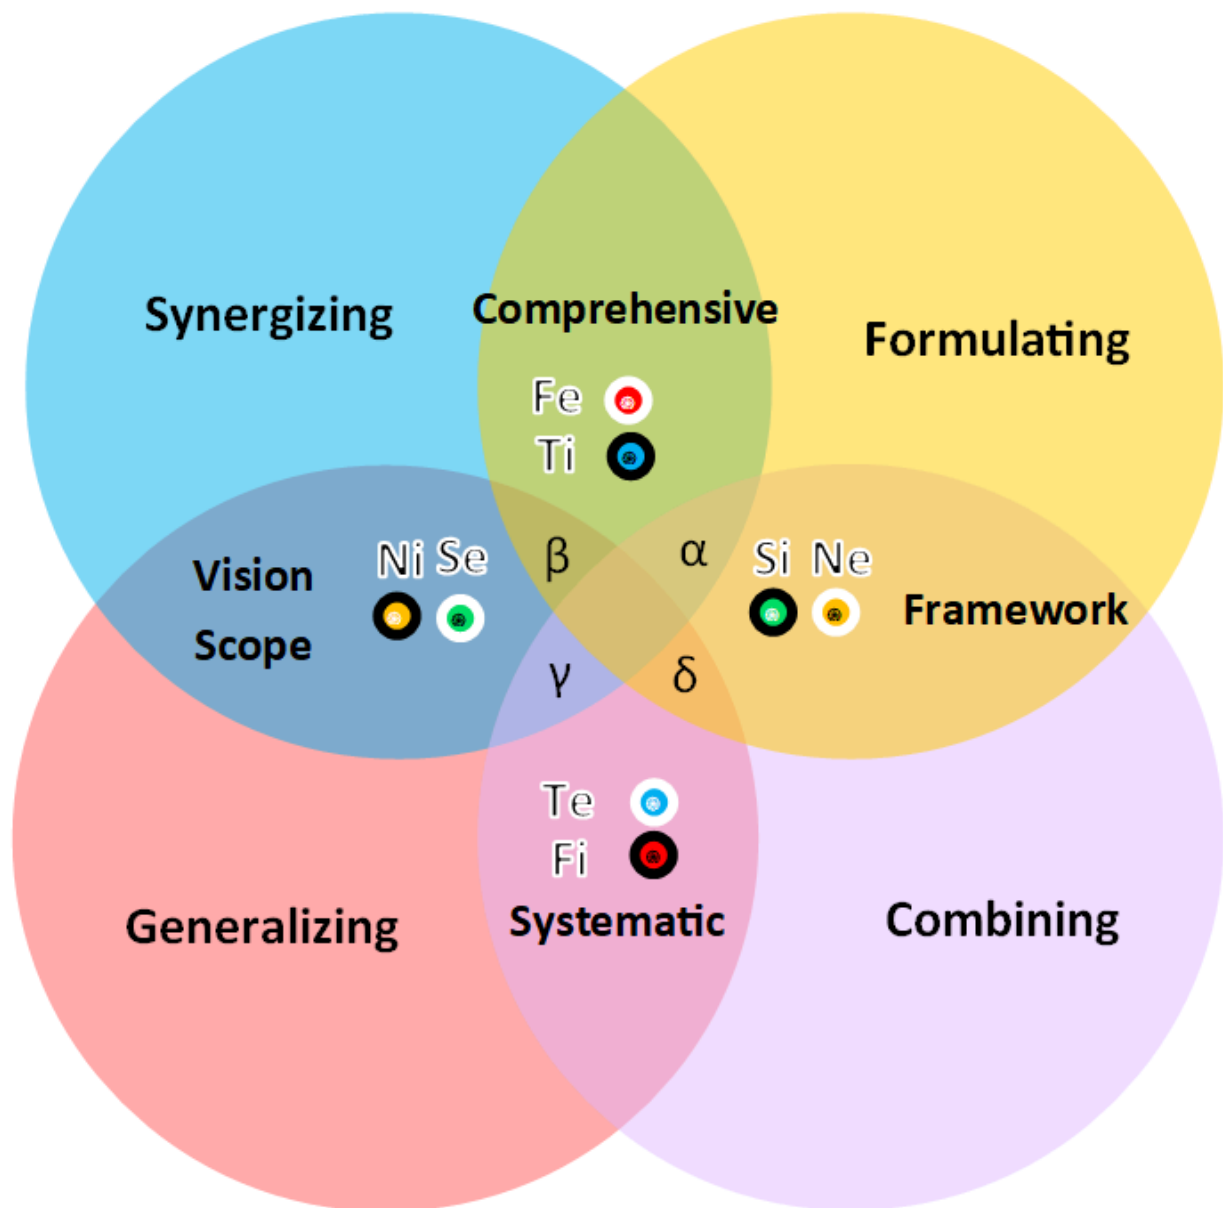 Synergizing
Comprehensive
Formulating
Fe
Ti
Vision
Scope
Ni Se
β
α
Si Ne
Framework
γ
δ
Te
Fi
Generalizing
Systematic
Combining